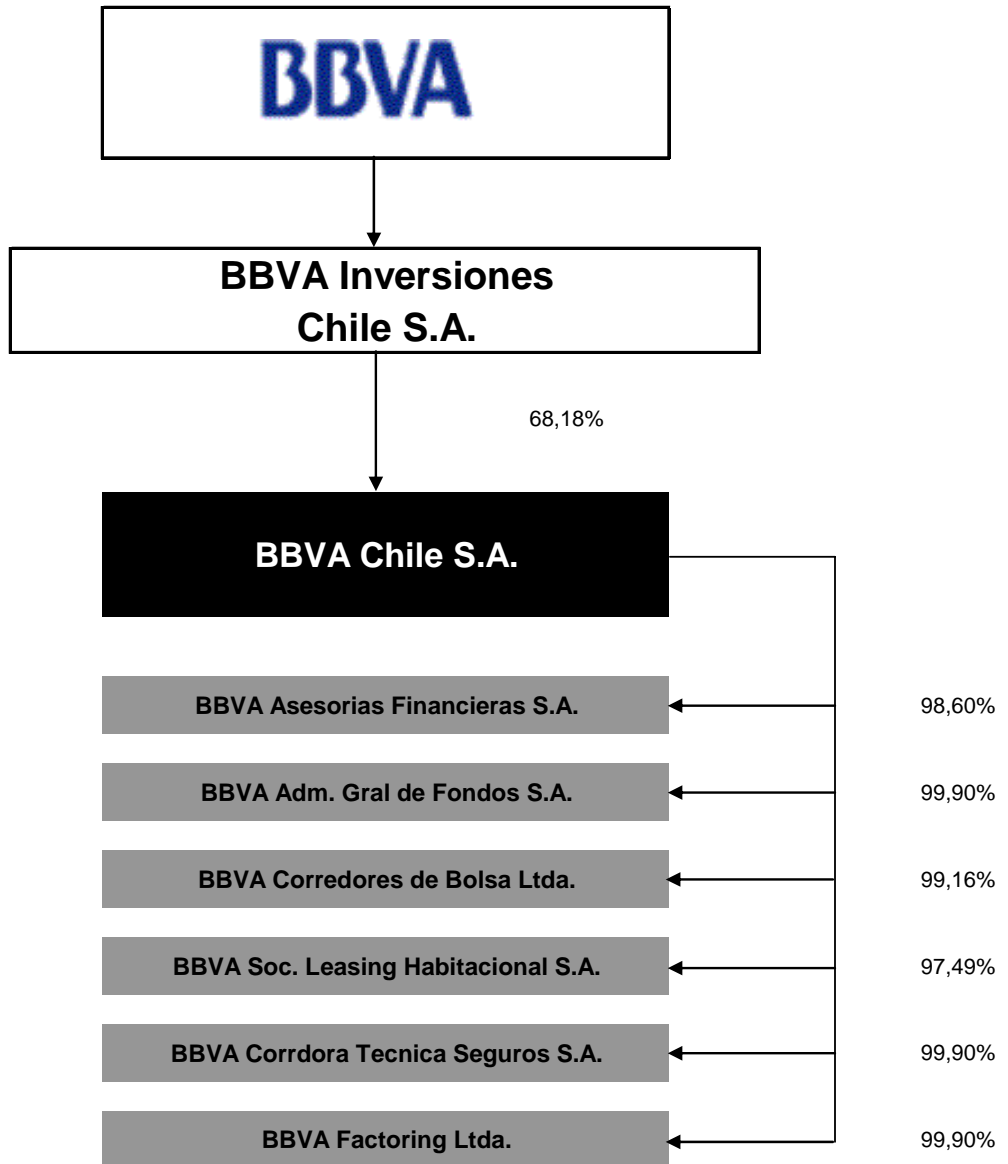 BBVA
BBVA Inversiones
Chile S.A.
68,18%
BBVA Chile S.A.
BBVA Asesorias Financieras S.A.
98,60%
BBVA Adm. Gral de Fondos S.A.
99,90%
BBVA Corredores de Bolsa Ltda.
99,16%
BBVA Soc. Leasing Habitacional S.A.
97,49%
BBVA Corrdora Tecnica Seguros S.A.
99,90%
BBVA Factoring Ltda.
99,90%